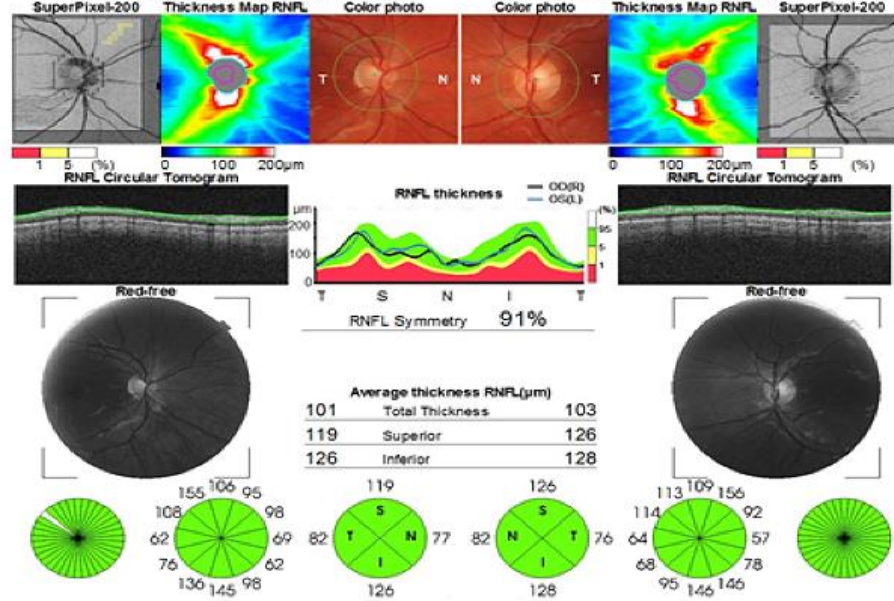 SuperPixel-200 Thickness Map RNFL Color photo Color photo Thickness Map RNFL SuperPixel-200
T N N T
1 5 (%) 0 100 200µm 0 100 200µm 1 5 (%)
RNFL Circular Tomogram RNFL Circular Tomogram
RNFL thickness
OD(R)
OS(L)
µm
200
100
0
(%)
95
5
1
T S N I T
RNFL Symmetry 91%
Red-free Red-free
Average thickness RNFL(µm)
101 Total Thickness 103
119 Superior 126
126 Inferior 128
106 119 126 109
155 95 113 156
108 98 S S 114 92
62 69 82 T N 77 82 N T 76 64 57
76 62 I I 68 78
136 98 95 146
145 126 128 146